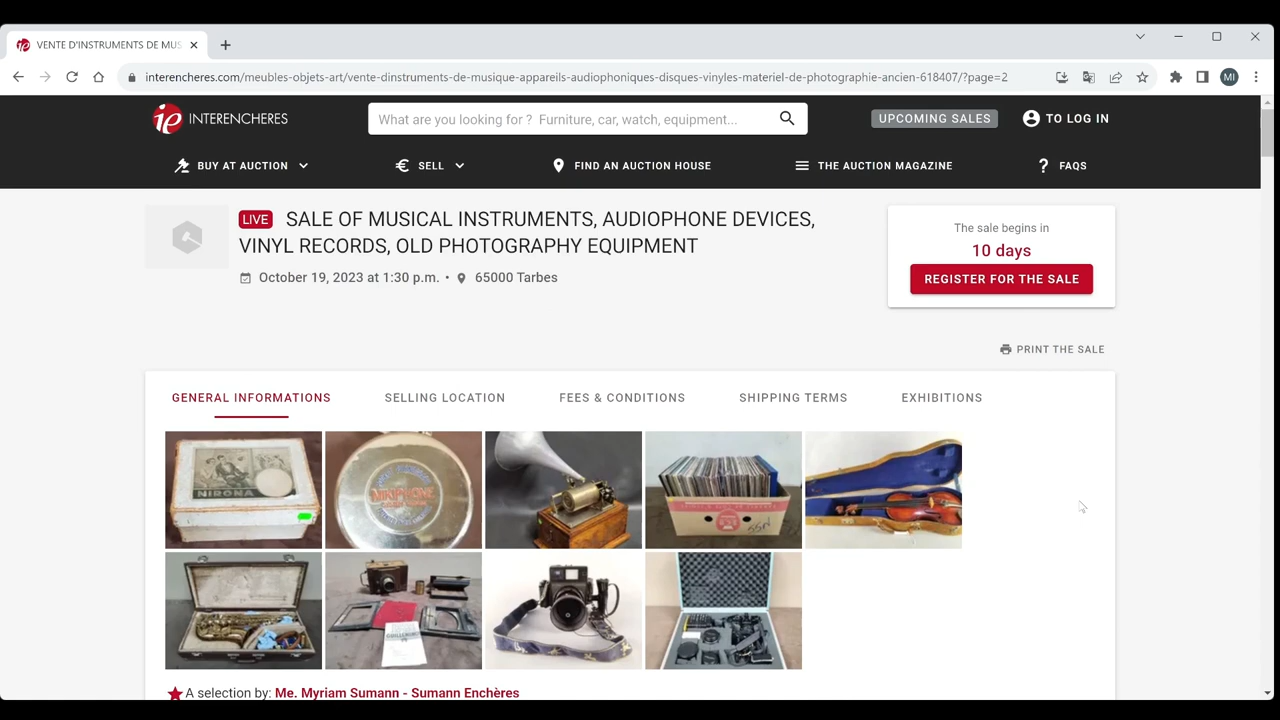 VENTE D'INSTRUMENTS DE MUS
interencheres.com/meubles-objets-art/vente-dinstruments-de-musique-appareils-audiophoniques-disques-vinyles-materiel-de-photographie-ancien-618407/?page=2
MI
ie INTERENCHERES
What are you looking for ? Furniture, car, watch, equipment...
UPCOMING SALES
TO LOG IN
BUY AT AUCTION
€ SELL
FIND AN AUCTION HOUSE
THE AUCTION MAGAZINE
? FAQS
LIVE SALE OF MUSICAL INSTRUMENTS, AUDIOPHONE DEVICES,
VINYL RECORDS, OLD PHOTOGRAPHY EQUIPMENT
October 19, 2023 at 1:30 p.m. • 65000 Tarbes
The sale begins in
10 days
REGISTER FOR THE SALE
PRINT THE SALE
GENERAL INFORMATIONS
SELLING LOCATION
FEES & CONDITIONS
SHIPPING TERMS
EXHIBITIONS
NIRONA
MIKIPHONE
A selection by: Me. Myriam Sumann - Sumann Enchères